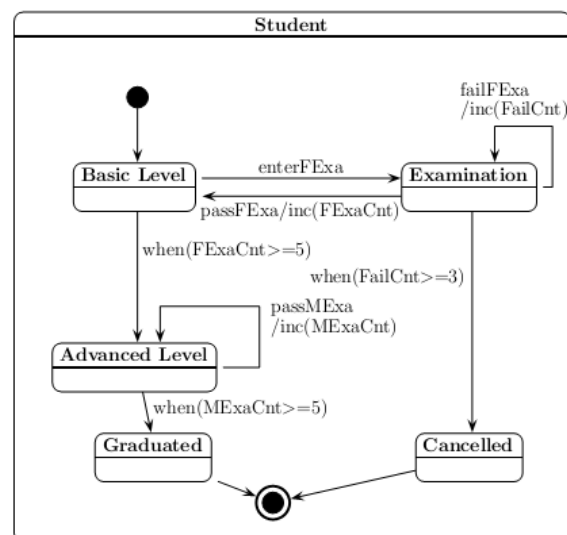 Student
failFExa
/inc(FailCnt)
Basic Level
enterFExa
Examination
passFExa/inc(FExaCnt)
when(FExaCnt>=5)
when(FailCnt>=3)
passMExa
/inc(MExaCnt)
Advanced Level
when(MExaCnt>=5)
Graduated
Cancelled